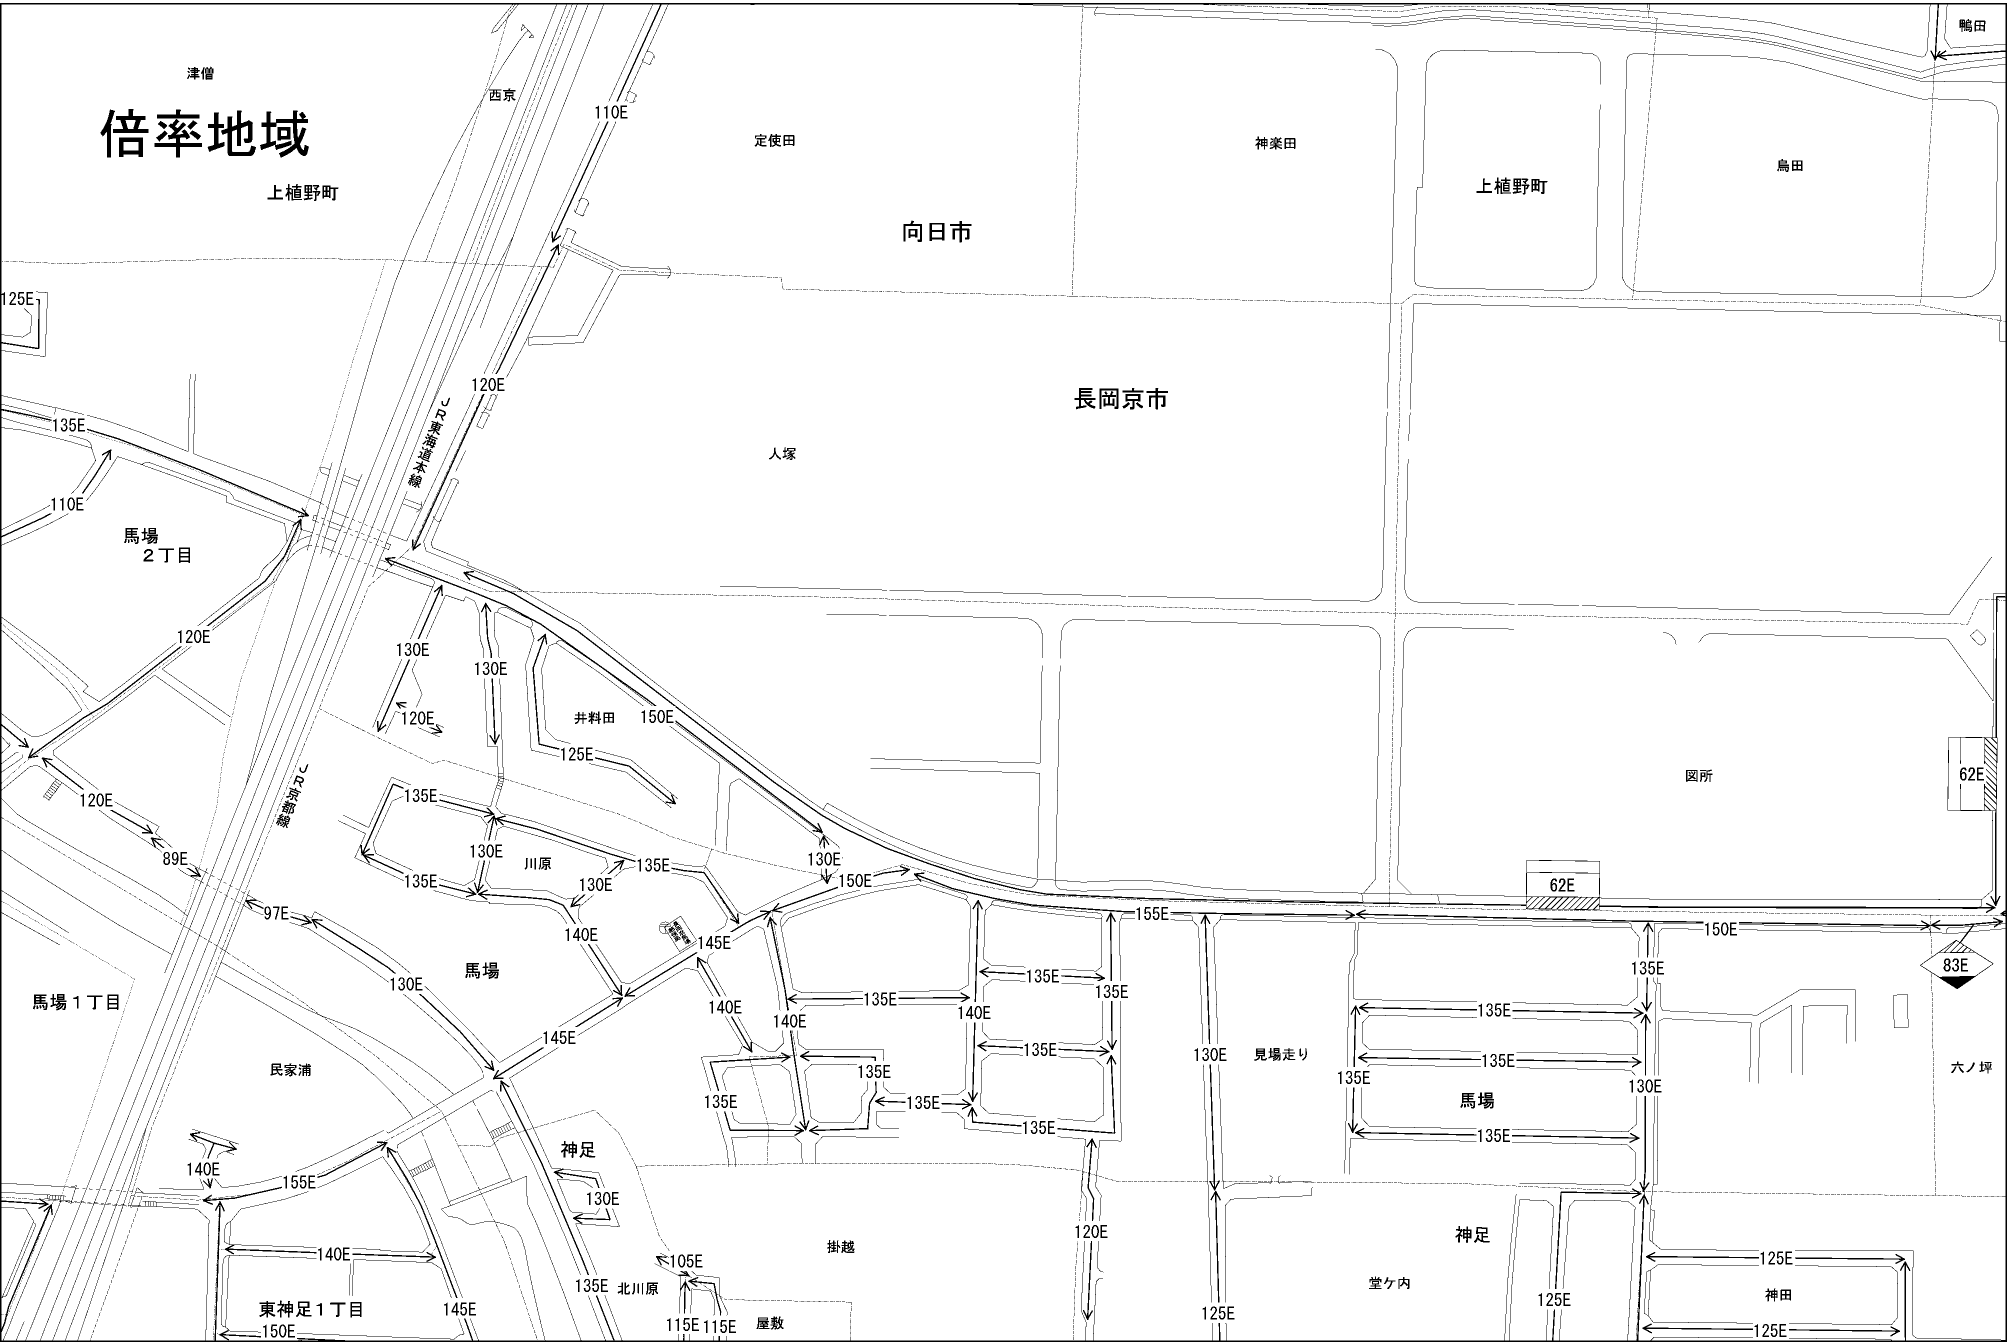 鴨田
津僧
西京
110E
倍率地域
定使田
神楽田
鳥田
上植野町
上植野町
向日市
125E
120E
長岡京市
JR東海道本線
135E
人塚
110E
馬場
2丁目
120E
130E
130E
120E
井料田
150E
125E
図所
62E
JR京都線
120E
135E
89E
130E
川原
135E
130E
150E
135E
130E
62E
97E
155E
150E
140E
145E
馬場
83E
130E
135E
135E
135E
馬場1丁目
140E
135E
140E
135E
140E
135E
145E
135E
130E
見場走り
135E
民家浦
135E
135E
130E
六ノ坪
135E
135E
135E
馬場
135E
135E
神足
140E
155E
130E
120E
神足
掛越
140E
105E
125E
135E
北川原
堂ケ内
神田
東神足1丁目
145E
125E
125E
150E
115E
115E
屋敷
125E